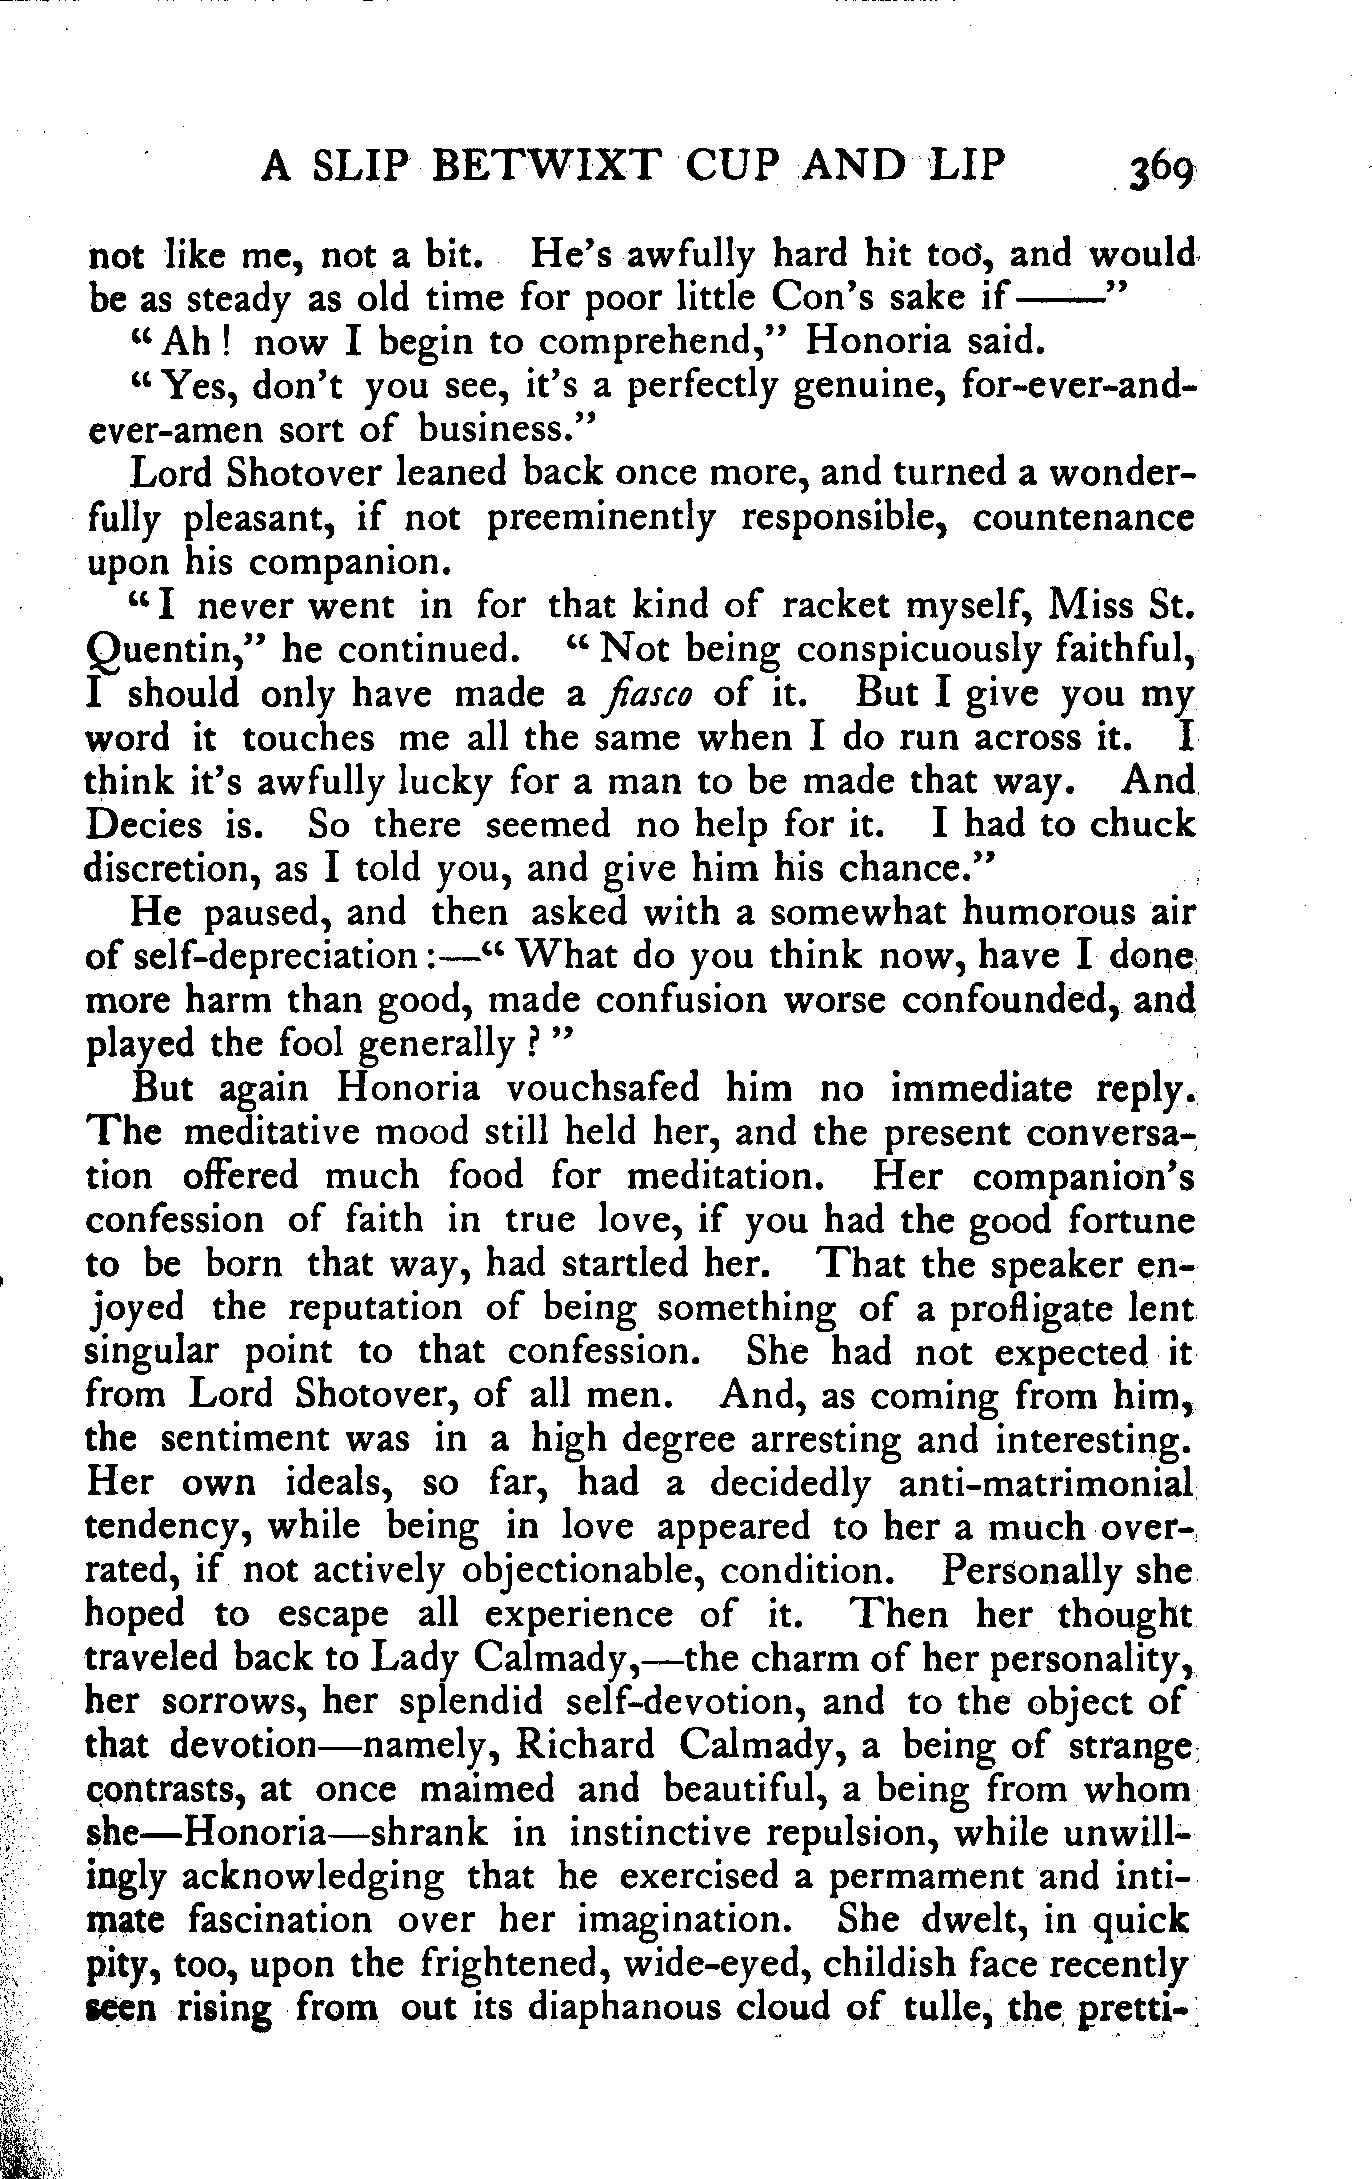 A SLIP BETWIXT CUP AND LIP 369
not like me, not a bit. He's awfully hard hit too, and would
be as steady as old time for poor little Con's sake if——"
"Ah! now I begin to comprehend," Honoria said.
"Yes, don't you see, it's a perfectly genuine, for-ever-and-
ever-amen sort of business."
Lord Shotover leaned back once more, and turned a wonder-
fully pleasant, if not preeminently responsible, countenance
upon his companion.
"I never went in for that kind of racket myself, Miss St.
Quentin," he continued. "Not being conspicuously faithful,
I should only have made a fiasco of it. But I give you my
word it touches me all the same when I do run across it. I
think it's awfully lucky for a man to be made that way. And
Decies is. So there seemed no help for it. I had to chuck
discretion, as I told you, and give him his chance."
He paused, and then asked with a somewhat humorous air
of self-depreciation:—"What do you think now, have I done
more harm than good, made confusion worse confounded, and
played the fool generally?"
But again Honoria vouchsafed him no immediate reply.
The meditative mood still held her, and the present conversa-
tion offered much food for meditation. Her companion's
confession of faith in true love, if you had the good fortune
to be born that way, had startled her. That the speaker en-
joyed the reputation of being something of a profligate lent
singular point to that confession. She had not expected it
from Lord Shotover, of all men. And, as coming from him,
the sentiment was in a high degree arresting and interesting.
Her own ideals, so far, had a decidedly anti-matrimonial
tendency, while being in love appeared to her a much over-
rated, if not actively objectionable, condition. Personally she
hoped to escape all experience of it. Then her thought
traveled back to Lady Calmady,—the charm of her personality,
her sorrows, her splendid self-devotion, and to the object of
that devotion—namely, Richard Calmady, a being of strange
contrasts, at once maimed and beautiful, a being from whom
she—Honoria—shrank in instinctive repulsion, while unwill-
ingly acknowledging that he exercised a permament and inti-
mate fascination over her imagination. She dwelt, in quick
pity, too, upon the frightened, wide-eyed, childish face recently
seen rising from out its diaphanous cloud of tulle, the pretti-